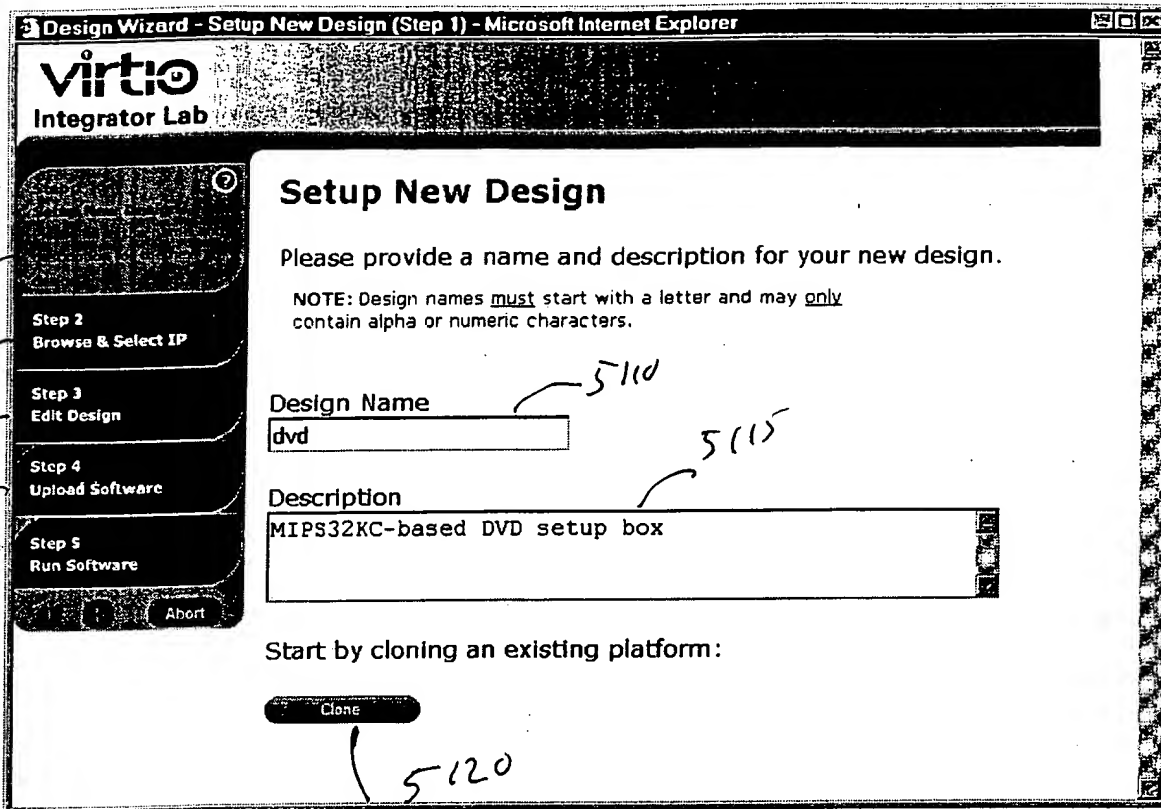 Design Wizard - Setup New Design (Step 1) - Microsoft Internet Explorer
virtio
Integrator Lab
?
Setup New Design
Please provide a name and description for your new design.
NOTE: Design names must start with a letter and may only
contain alpha or numeric characters.
Step 2
Browse & Select IP
Step 3
Edit Design
Step 4
Upload Software
Step 5
Run Software
Abort
5110
Design Name
dvd
5115
Description
MIPS32KC-based DVD setup box
Start by cloning an existing platform:
Clone
5120